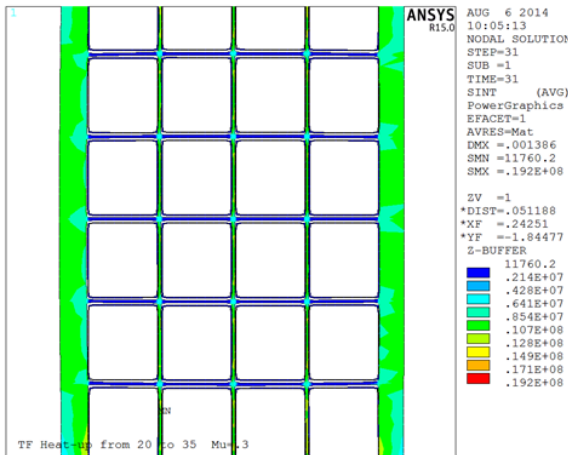 1
ANSYS
R15.0
AUG 6 2014
10:05:13
NODAL SOLUTION
STEP=31
SUB =1
TIME=31
SINT (AVG)
PowerGraphics
EFACET=1
AVRES=Mat
DMX =.001386
SMN =11760.2
SMX =.192E+08
ZV =1
*DIST=.051188
*XF =.24251
*YF =-1.84477
Z-BUFFER
11760.2
.214E+07
.428E+07
.641E+07
.854E+07
.107E+08
.128E+08
.149E+08
.171E+08
.192E+08
MN
TF Heat-up from 20 to 35 Mu=.3